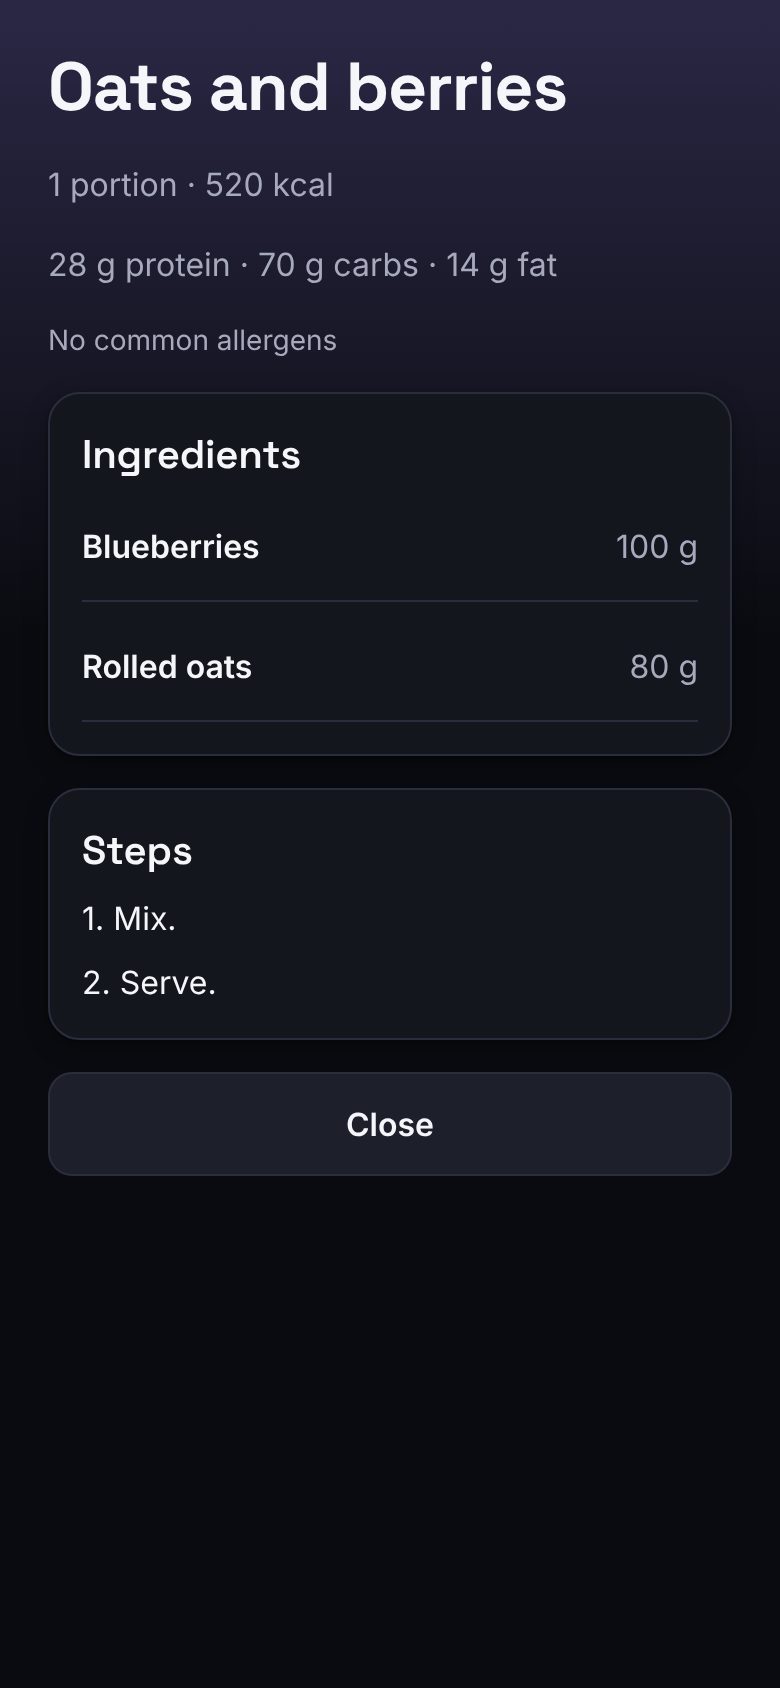 Oats and berries
1 portion · 520 kcal
28 g protein · 70 g carbs · 14 g fat
No common allergens
Ingredients
Blueberries 100 g
Rolled oats 80 g
Steps
1. Mix.
2. Serve.
Close